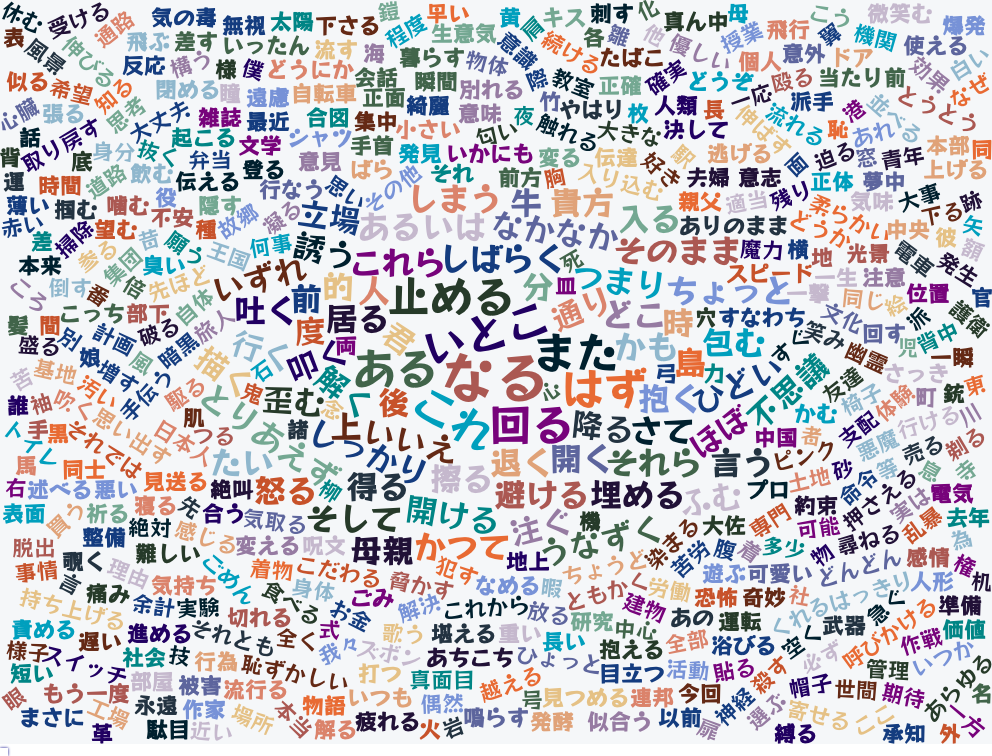 休む 受ける 通路 気の毒 無視 太陽 下さる 鎧 程度 早い 黄 肩 キス 刺す 化 真ん中 母 こう 微笑む 爆発
表 風景 再びる 飛ぶ 差す いったん 流す 海 生意気 意識 続ける 各 雛 他 優しい 授業 飛行 翼 機関 使える
反応 構う 様 僕 どうにか 会話 暮らす 瞬間 物体 際 教室 たばこ 正確 確実 個人 意外 ドア 効果 白い
似る 希望 知る 閉める 瞳 遠慮 自転車 正面 綺麗 別れる どうぞ 殴る 当たり前 なぜ
心臓 張る 思考 大丈夫 雑誌 最近 合図 集中 意味 夜 竹 やはり 枚 人類 長 一応 派手 港 並べる とうとう
話 取り戻す 起こる 文学 シャツ 手首 小さい 匂い 触れる 大きな 決して 伸ばす 流れる 恥 あれ 本部 同
背 底 身分 抜く 弁当 登る 意見 ばら 発見 いかにも 変る 伝達 好き 駅 逃げる 面 迫る 窓 青年 上げる
運 時間 道路 飲む 伝える 行なう 思い その他 それ 前方 胸 入り込む 夫婦 意志 残り 正体 夢中
薄い 掴む 噛む 役 隠す 立場 しまう 牛 貴方 入る 親父 適当 柔らかい 気味 大事 下る 跡
赤い 差 掃除 望む 不安 種 故郷 凝る あるいは なかなか ありのまま どうか 中央 彼 矢
本来 参る 集団 昔 臭い 願う 王国 何事 誘う これら しばらく 死 そのまま 魔力 横 地 光景 電車 発生 額
ころ 倒す 番 倍 先ほど 自体 いずれ 的 人 止める 分 皿 つまり ちょっと スピード 一撃 一生 注意 位置 官
髪 間 こっち 部下 旅人 吐く 前 度 居る 吾 いとこ 通り どこ 時 穴 すなわち 文化 同じ 絵 派 護衛
盛る 別 計画 破る 暗黒 行く 叩く 両 ある なる また かも 島 包む すぐ 笑み 回す 児 背中
苦 基地 娘 増す 風 伝う 描く 石 鬼 解く 後 心 はず 弓 力 抱く ひどい 不思議 幽霊 さっき 一瞬
誰 袖 吹く 汚い 手伝う 駆る とりあえず 歪む 念 これ 回る 降る さて ほぼ 友達 椅子 体験 町 銃 東
人 手 黒 それでは 思い出す 日本人 肌 つる 諸 上 いいえ かむ 中国 者 支配 行ける 川
馬 同士 見送る たい しっかり 擦る 退く 開く それら 言う ピンク 悪魔 売る 剃る
右 述べる 悪い 寝る 絶叫 怒る 柳 得る 避ける 埋める ふむ プロ 土地 砂 命令 等 息 寺
表面 買う 祈る 先 合う 気取る そして 開ける 注ぐ 機 うなずく 大佐 専門 約束 押さえる 実は 電気
整備 絶対 感じる 変える 呪文 母親 かつて 地上 染まる 苦労 腹 着 多少 可能 物 尋ねる 乱暴 去年 為
脱出 事情 覗く 難しい 理由 ごめん 着物 こだわる 脅かす 犯す ちょうど 遊ぶ 可愛い どんどん 感情 権 机
言 痛み 気持ち 食べる 身体 ごみ なめる 暇 ともかく 労働 恐怖 奇妙 社 くれる はっきり 人形
持ち上げる 余計 実験 切れる お金 解決 これから 放る 建物 あの 運転 武器 急ぐ 呼びかける 準備
責める 遅い 進める それとも 全く 式 我々 歌う 堪える 重い 研究 中心 長い 抱える 全部 浴びる 空く 必ず 作戦 価値
様子 スイッチ 社会 技 行為 恥ずかしい ズボン あちこち ひょっと 目立つ 活動 貼る 殺す 管理 いつか
短い 部屋 被害 流行る 打つ 真面目 越える 見つめる 連邦 今回 神経 帽子 世間 期待 あらゆる 名
眼 もう一度 永遠 作家 本当 物語 いつも 偶然 号 以前 選ぶ 寄せる ここ 一方
まさに 工場 革 駄目 近い 場所 解る 疲れる 火 岩 鳴らす 発酵 似合う 扉 縛る 承知 外